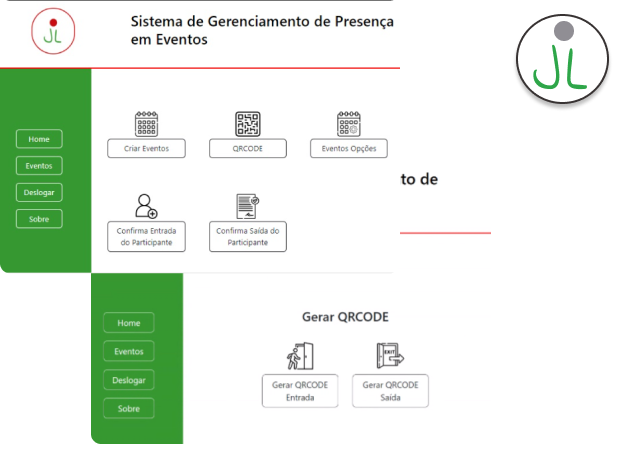 JL
Sistema de Gerenciamento de Presença
em Eventos
JL
Home
Eventos
Deslogar
Sobre
Criar Eventos
QRCODE
Eventos Opções
Confirma Entrada
do Participante
Confirma Saída do
Participante
to de
Home
Eventos
Deslogar
Sobre
Gerar QRCODE
EXIT
Gerar QRCODE
Entrada
Gerar QRCODE
Saída